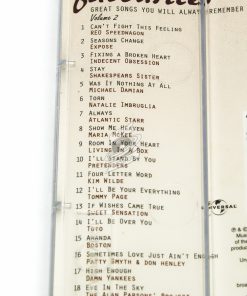 GREAT SONGS YOU WILL ALWAYS REMEMBER
Volume 2
1 CAN'T FIGHT THIS FEELING
REO SPEEDWAGON
2 SEASONS CHANGE
EXPOSE
3 FIXING A BROKEN HEART
INDECENT OBSESSION
4 STAY
SHAKESPEARS SISTER
5 WAS IT NOTHING AT ALL
MICHAEL DAMIAN
6 TORN
NATALIE IMBRUGLIA
7 ALWAYS
ATLANTIC STARR
8 SHOW ME HEAVEN
MARIA MCKEE
9 ROOM IN YOUR HEART
LIVING IN A BOX
10 I'LL STAND BY YOU
PRETENDERS
11 FOUR LETTER WORD
KIM WILDE
12 I'LL BE YOUR EVERYTHING
TOMMY PAGE
13 IF WISHES CAME TRUE
SWEET SENSATION
14 I'LL BE OVER YOU
TOTO
15 AMANDA
BOSTON
16 SOMETIMES LOVE JUST AIN'T ENOUGH
PATTY SMYTH & DON HENLEY
17 HIGH ENOUGH
DAMN YANKEES
18 EYE IN THE SKY
THE ALAN PARSONS PROJECT
UNIVERSAL